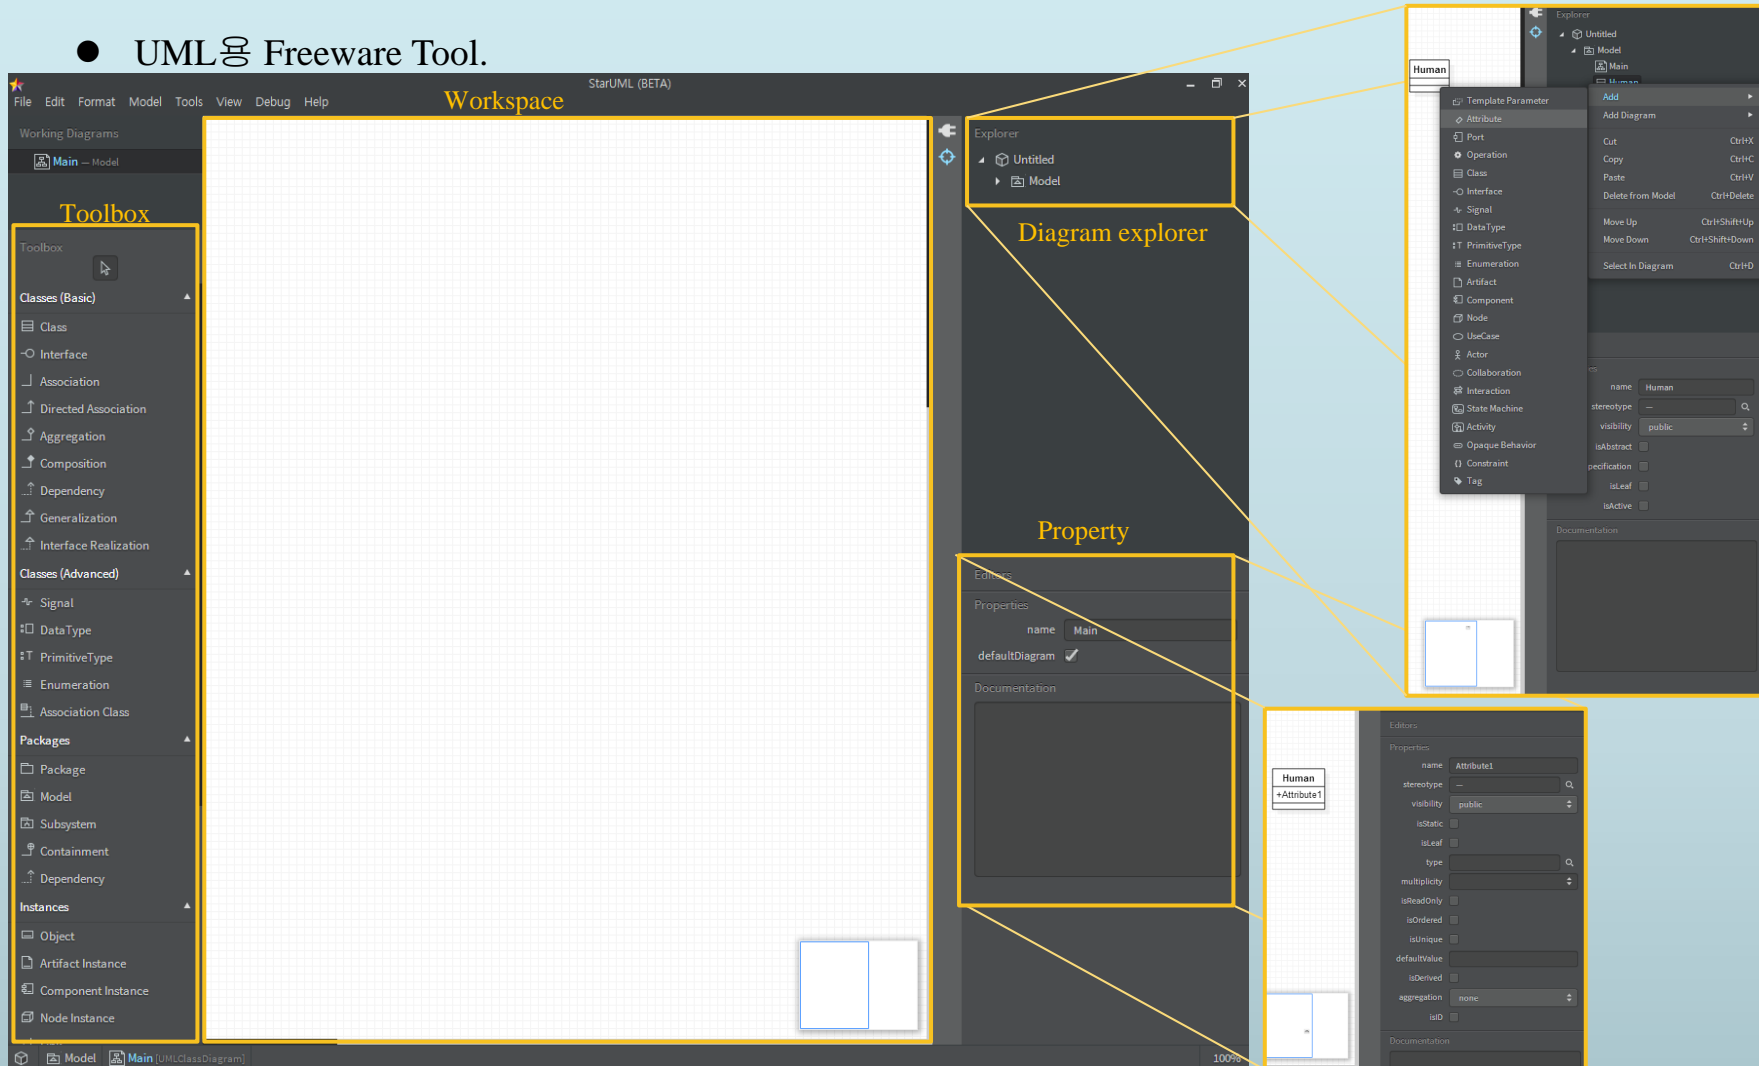 ● UML용 Freeware Tool.
StarUML (BETA)
File Edit Format Model Tools View Debug Help
Workspace
Working Diagrams
Main — Model
Toolbox
Toolbox
Classes (Basic)
Class
Interface
Association
Directed Association
Aggregation
Composition
Dependency
Generalization
Interface Realization
Classes (Advanced)
Signal
DataType
PrimitiveType
Enumeration
Association Class
Packages
Package
Model
Subsystem
Containment
Dependency
Instances
Object
Artifact Instance
Component Instance
Node Instance
Model Main [UMLClassDiagram]
100%
Explorer
Untitled
Model
Diagram explorer
Property
Editors
Properties
name Main
defaultDiagram
Documentation
Explorer
Untitled
Model
Main
Human
Human
Template Parameter
Attribute
Port
Operation
Class
Interface
Signal
DataType
PrimitiveType
Enumeration
Artifact
Component
Node
UseCase
Actor
Collaboration
Interaction
State Machine
Activity
Opaque Behavior
Constraint
Tag
Add
Add Diagram
Cut Ctrl+X
Copy Ctrl+C
Paste Ctrl+V
Delete from Model Ctrl+Delete
Move Up Ctrl+Shift+Up
Move Down Ctrl+Shift+Down
Select In Diagram Ctrl+D
name Human
stereotype —
visibility public
isAbstract
pecification
isLeaf
isActive
Documentation
Human
+Attribute1
Editors
Properties
name Attribute1
stereotype —
visibility public
isStatic
isLeaf
type
multiplicity
isReadOnly
isOrdered
isUnique
defaultValue
isDerived
aggregation none
isID
Documentation